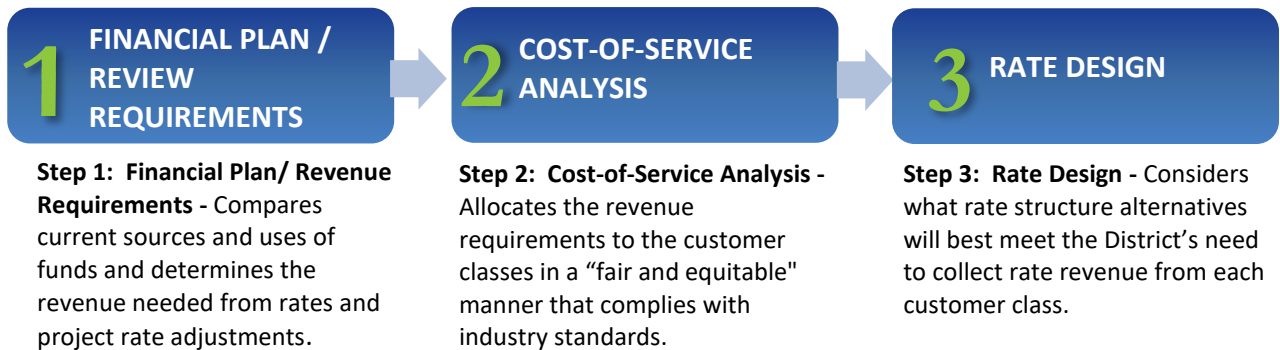 1
FINANCIAL PLAN /
REVIEW
REQUIREMENTS
2
COST-OF-SERVICE
ANALYSIS
3
RATE DESIGN
Step 1:  Financial Plan/ Revenue
Requirements - Compares
current sources and uses of
funds and determines the
revenue needed from rates and
project rate adjustments.
Step 2:  Cost-of-Service Analysis -
Allocates the revenue
requirements to the customer
classes in a “fair and equitable"
manner that complies with
industry standards.
Step 3:  Rate Design - Considers
what rate structure alternatives
will best meet the District’s need
to collect rate revenue from each
customer class.